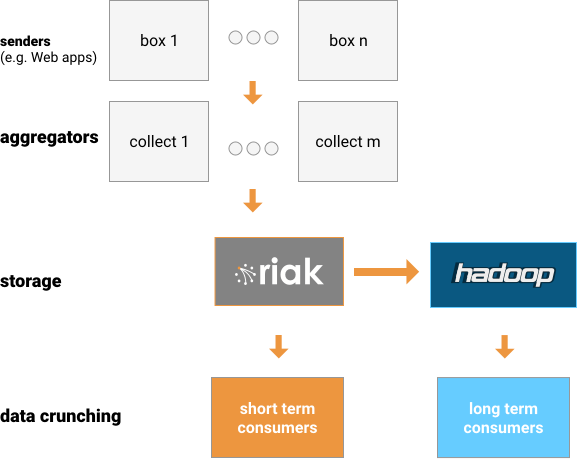 senders
(e.g. Web apps)
box 1
box n
aggregators
collect 1
collect m
storage
riak
hadoop
data crunching
short term
consumers
long term
consumers